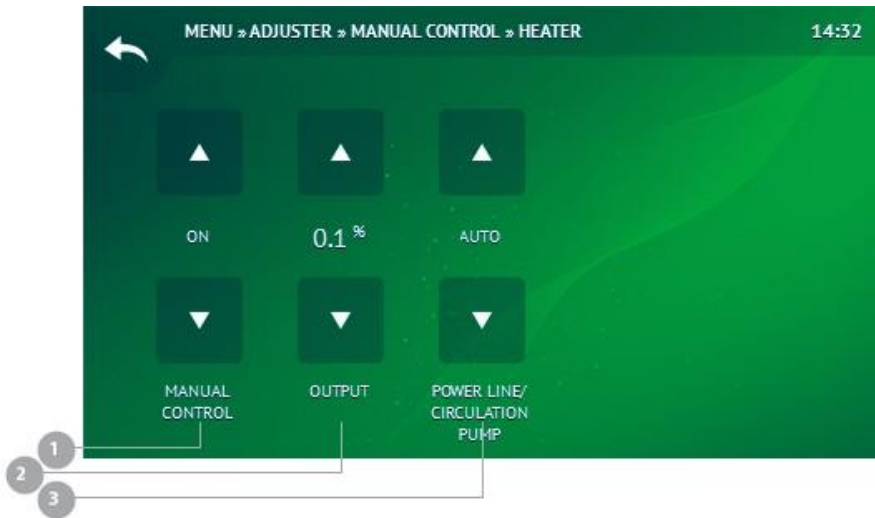 MENU » ADJUSTER » MANUAL CONTROL » HEATER 14:32
ON 0.1 % AUTO
MANUAL CONTROL
OUTPUT
POWER LINE/
CIRCULATION
PUMP
1
2
3